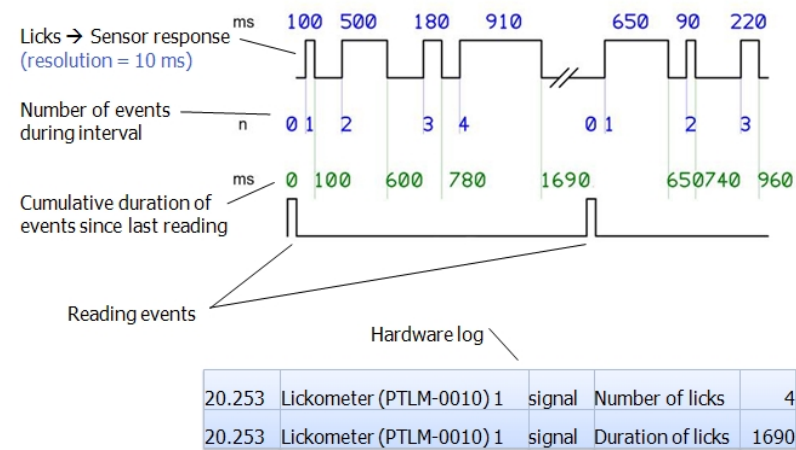 ms 100 500 180 910 650 90 220
Licks → Sensor response
(resolution = 10 ms)
Number of events
during interval
n 0 1 2 3 4 0 1 2 3
ms 0 100 600 780 1690 650 740 960
Cumulative duration of
events since last reading
Reading events
Hardware log
20.253 Lickometer (PTLM-0010) 1 signal Number of licks 4
20.253 Lickometer (PTLM-0010) 1 signal Duration of licks 1690